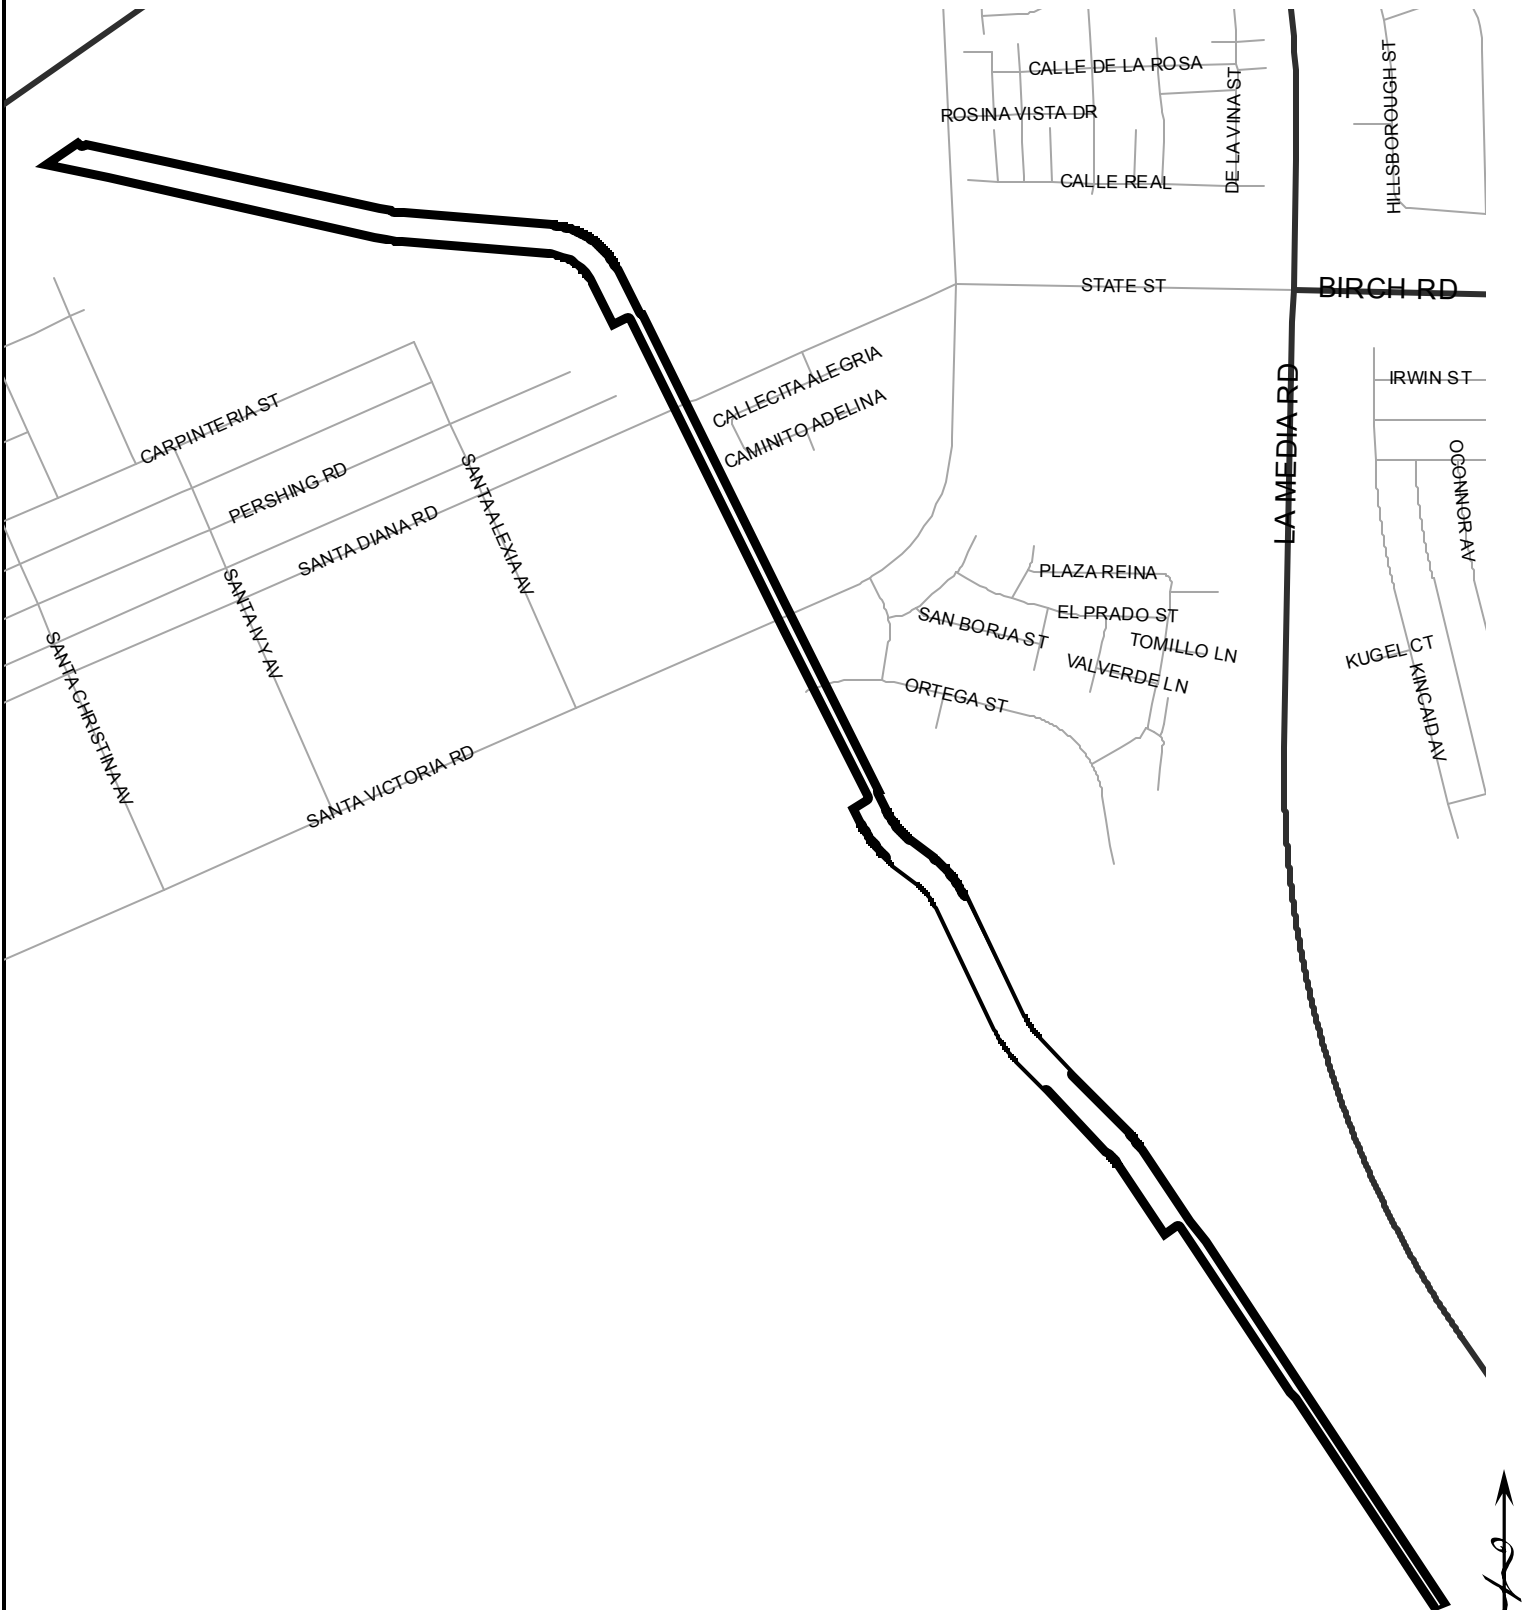 CALLE DE LA ROSA
ROSINA VISTA DR
DE LA VINA ST
HILLSBOROUGH ST
CALLE REAL
STATE ST
BIRCH RD
CALLECITA ALEGRIA
CAMINITO ADELINA
LA MEDIA RD
IRWIN ST
CARPINTERIA ST
PERSHING RD
SANTA DIANA RD
SANTA ALEXIA AV
OCONNOR AV
PLAZA REINA
EL PRADO ST
SAN BORJA ST
TOMILLO LN
VALVERDE LN
KUGEL CT
KINCAID AV
ORTEGA ST
SANTA IVY AV
SANTA CHRISTINA AV
SANTA VICTORIA RD